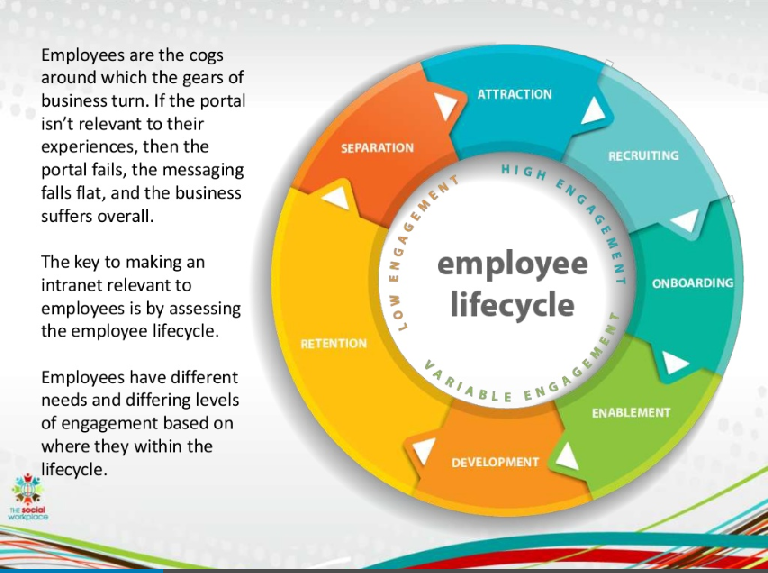 Employees are the cogs
around which the gears of
business turn. If the portal
isn't relevant to their
experiences, then the
portal fails, the messaging
falls flat, and the business
suffers overall.
The key to making an
intranet relevant to
employees is by assessing
the employee lifecycle.
Employees have different
needs and differing levels
of engagement based on
where they within the
lifecycle.
THE social
workplace
ATTRACTION
RECRUITING
ONBOARDING
ENABLEMENT
DEVELOPMENT
RETENTION
SEPARATION
HIGH ENGAGEMENT
VARIABLE ENGAGEMENT
LOW ENGAGEMENT
employee
lifecycle